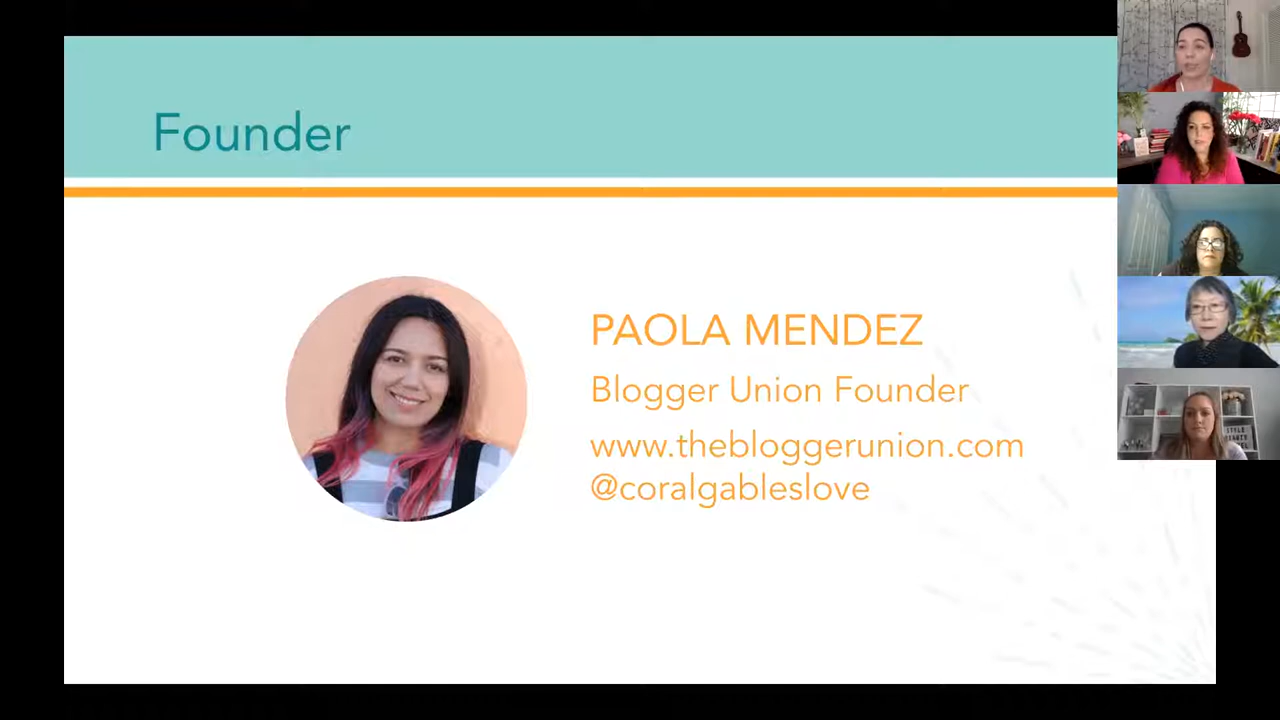 Founder
PAOLA MENDEZ
Blogger Union Founder
www.thebloggerunion.com
@coralgableslove